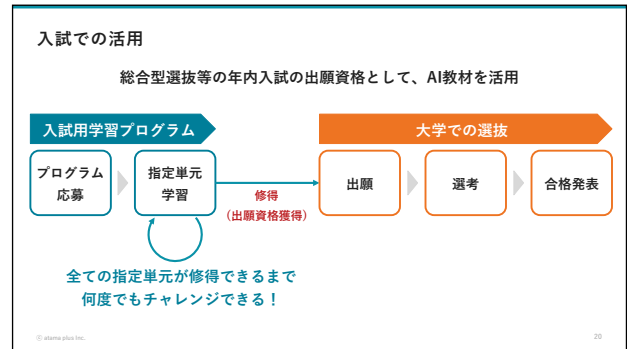 入試での活用
総合型選抜等の年内入試の出願資格として、AI教材を活用
入試用学習プログラム
大学での選抜
プログラム
応募
指定単元
学習
修得
（出願資格獲得）
出願
選考
合格発表
全ての指定単元が修得できるまで
何度でもチャレンジできる！
Ⓒ atama plus Inc.
20